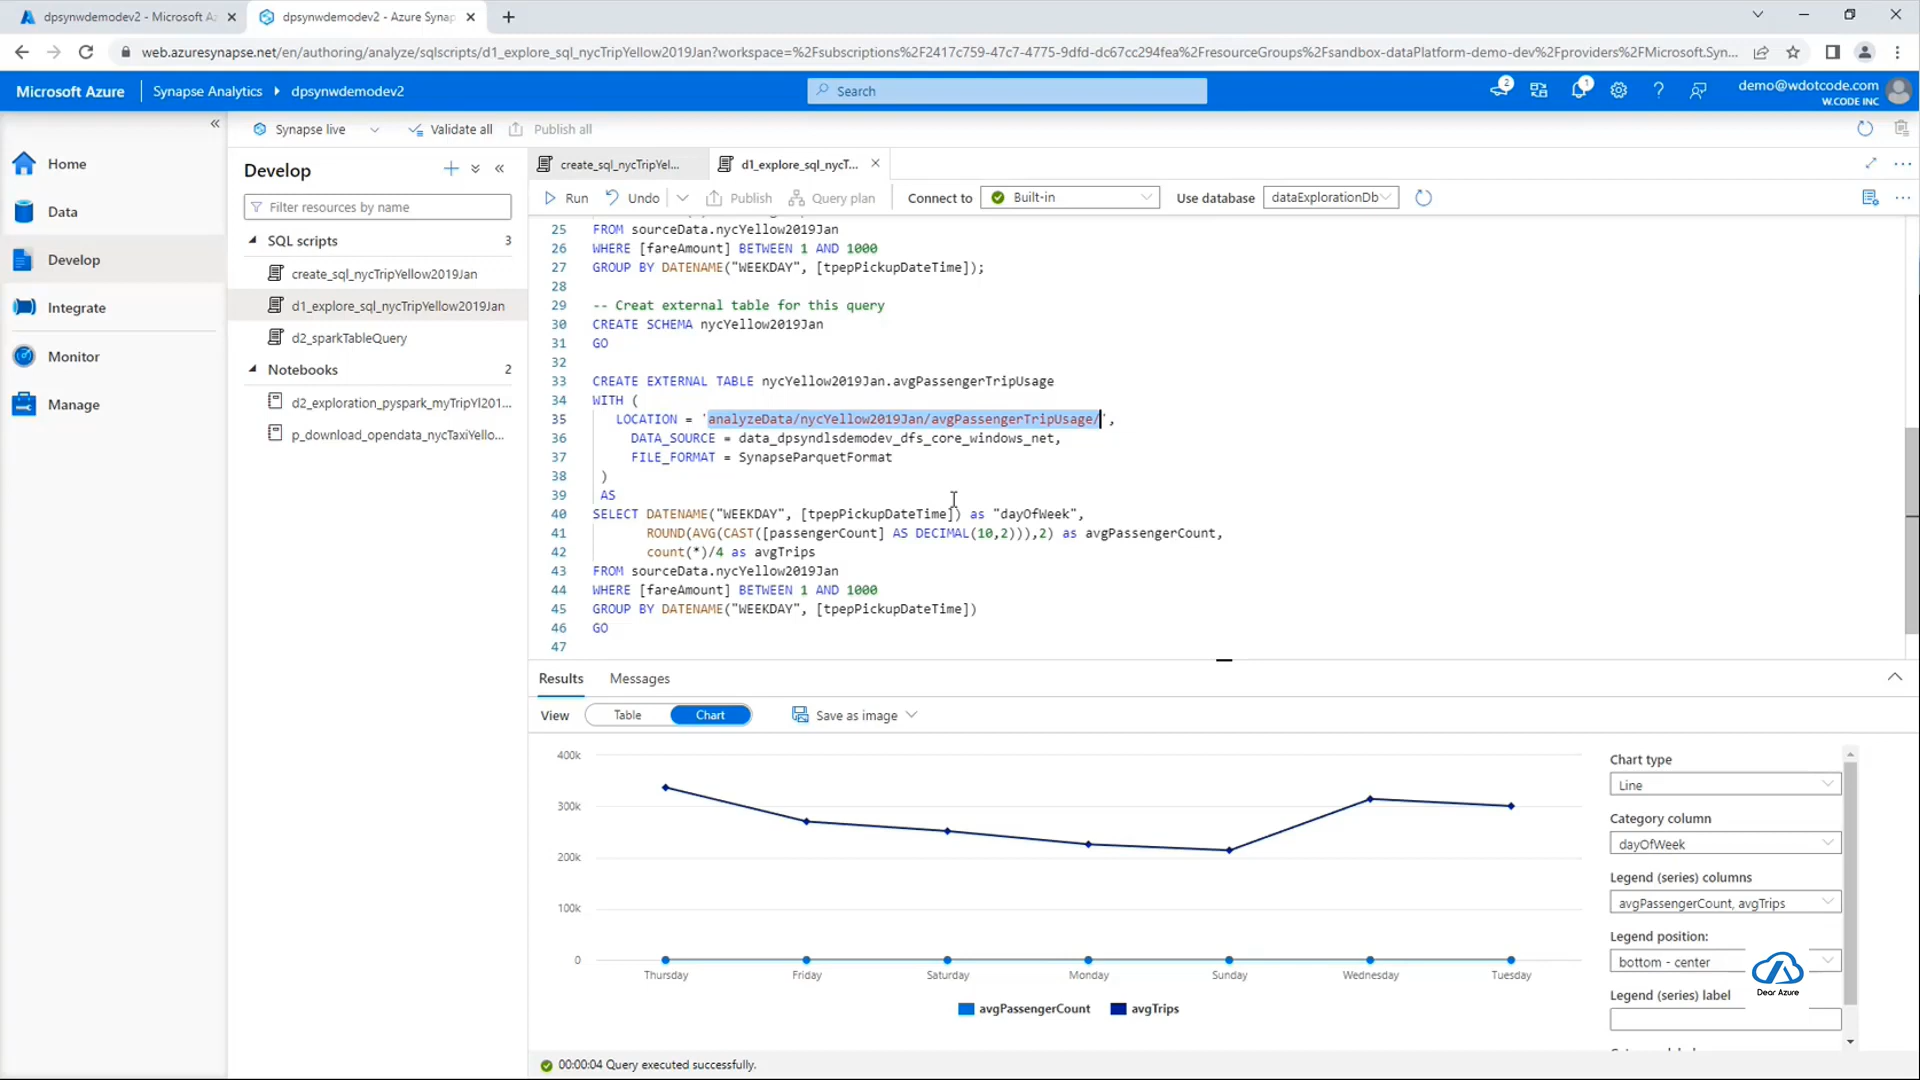 dpsynwdemodev2 - Microsoft Az
dpsynwdemodev2 - Azure Synap
web.azuresynapse.net/en/authoring/analyze/sqlscripts/d1_explore_sql_nycTripYellow2019Jan?workspace=%2Fsubscriptions%2F2417c759-47c7-4775-9dfd-dc67cc294fea%2FresourceGroups%2Fsandbox-dataPlatform-demo-dev%2Fproviders%2FMicrosoft.Syn...
Microsoft Azure
Synapse Analytics
dpsynwdemodev2
Search
2
1
demo@wdotcode.com
W.CODE INC
Home
Data
Develop
Integrate
Monitor
Manage
Synapse live
Validate all
Publish all
Develop
Filter resources by name
SQL scripts 3
create_sql_nycTripYellow2019Jan
d1_explore_sql_nycTripYellow2019Jan
d2_sparkTableQuery
Notebooks 2
d2_exploration_pyspark_myTripYl201...
p_download_opendata_nycTaxiYello...
create_sql_nycTripYel...
d1_explore_sql_nycT...
Run
Undo
Publish
Query plan
Connect to
Built-in
Use database
dataExplorationDb
25 FROM sourceData.nycYellow2019Jan
26 WHERE [fareAmount] BETWEEN 1 AND 1000
27 GROUP BY DATENAME("WEEKDAY", [tpepPickupDateTime]);
28
29 -- Creat external table for this query
30 CREATE SCHEMA nycYellow2019Jan
31 GO
32
33 CREATE EXTERNAL TABLE nycYellow2019Jan.avgPassengerTripUsage
34 WITH (
35 LOCATION = 'analyzeData/nycYellow2019Jan/avgPassengerTripUsage/',
36 DATA_SOURCE = data_dpsyndlsdemodev_dfs_core_windows_net,
37 FILE_FORMAT = SynapseParquetFormat
38 )
39 AS
40 SELECT DATENAME("WEEKDAY", [tpepPickupDateTime]) as "dayOfWeek",
41 ROUND(AVG(CAST([passengerCount] AS DECIMAL(10,2))),2) as avgPassengerCount,
42 count(*)/4 as avgTrips
43 FROM sourceData.nycYellow2019Jan
44 WHERE [fareAmount] BETWEEN 1 AND 1000
45 GROUP BY DATENAME("WEEKDAY", [tpepPickupDateTime])
46 GO
47
Results
Messages
View
Table
Chart
Save as image
400k
300k
200k
100k
0
Thursday
Friday
Saturday
Monday
Sunday
Wednesday
Tuesday
avgPassengerCount
avgTrips
Chart type
Line
Category column
dayOfWeek
Legend (series) columns
avgPassengerCount, avgTrips
Legend position:
bottom - center
Legend (series) label
Dear Azure
00:00:04 Query executed successfully.